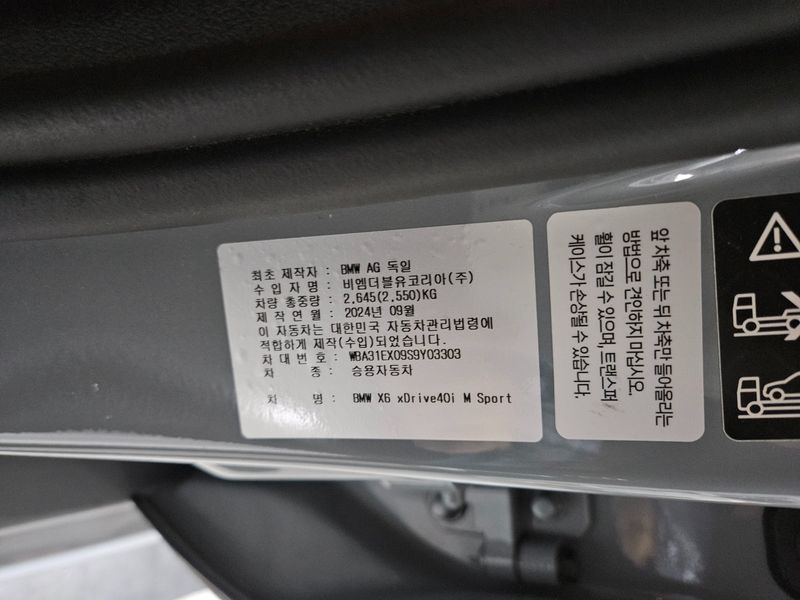 최초 제작자 : BMW AG 독일
수 입 자 명 : 비엠더블유코리아(주)
차량 총중량 : 2,645(2,550)KG
제 작 연 월 : 2024년 09월
이 자동차는 대한민국 자동차관리법령에
적합하게 제작(수입)되었습니다.
차 대 번 호 : WBA31EX09S9Y03303
차 종 : 승용자동차
차 명 : BMW X6 xDrive40i M Sport
앞 차축 또는 뒤 차축만 들어올리는
방법으로 견인하지 마십시오.
휠이 잠길 수 있으며, 트랜스퍼
케이스가 손상될 수 있습니다.